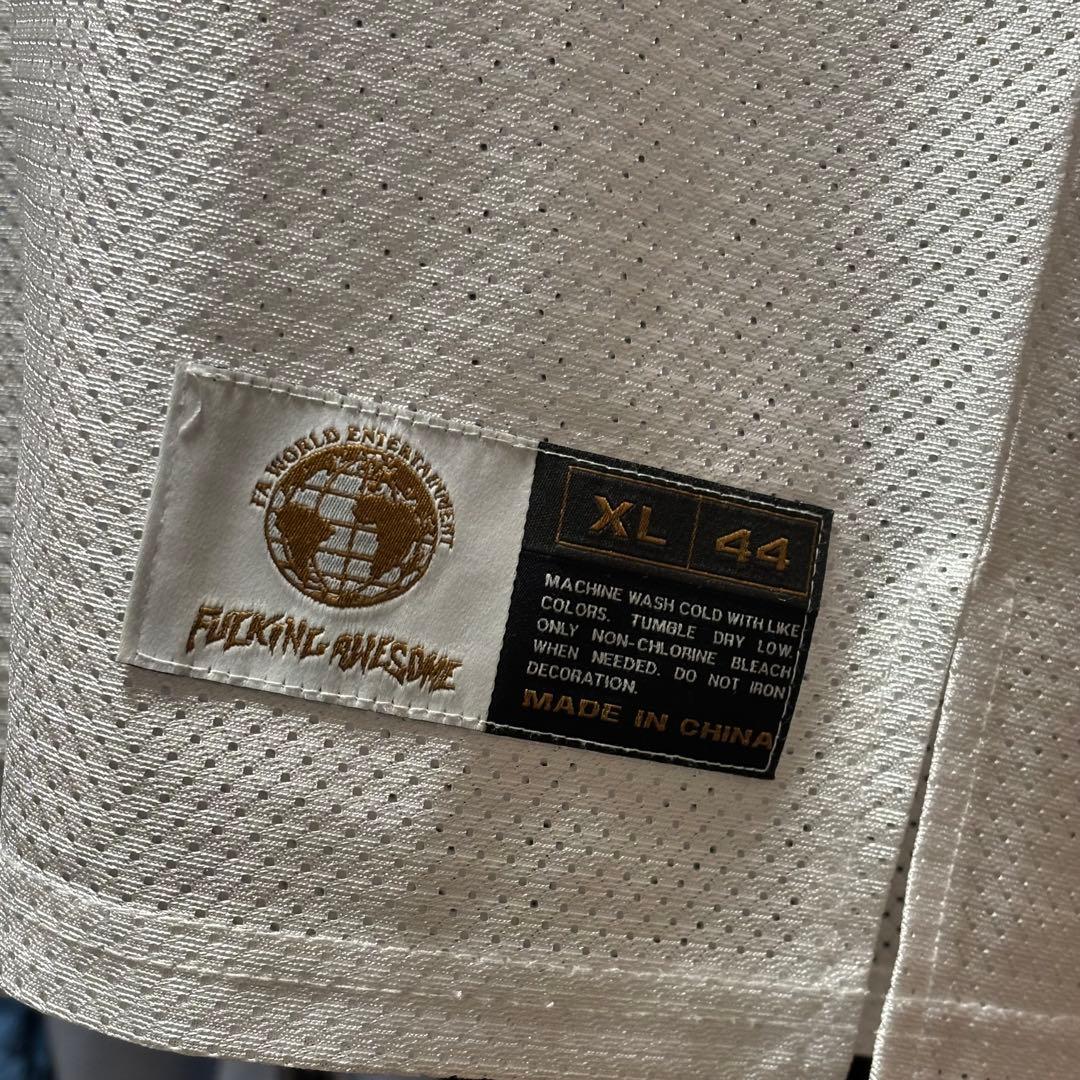 FA WORLD ENTERTAINMENT
FUCKING AWESOME
XL 44
MACHINE WASH COLD WITH LIKE
COLORS. TUMBLE DRY LOW.
ONLY NON-CHLORINE BLEACH
WHEN NEEDED. DO NOT IRON
DECORATION.
MADE IN CHINA